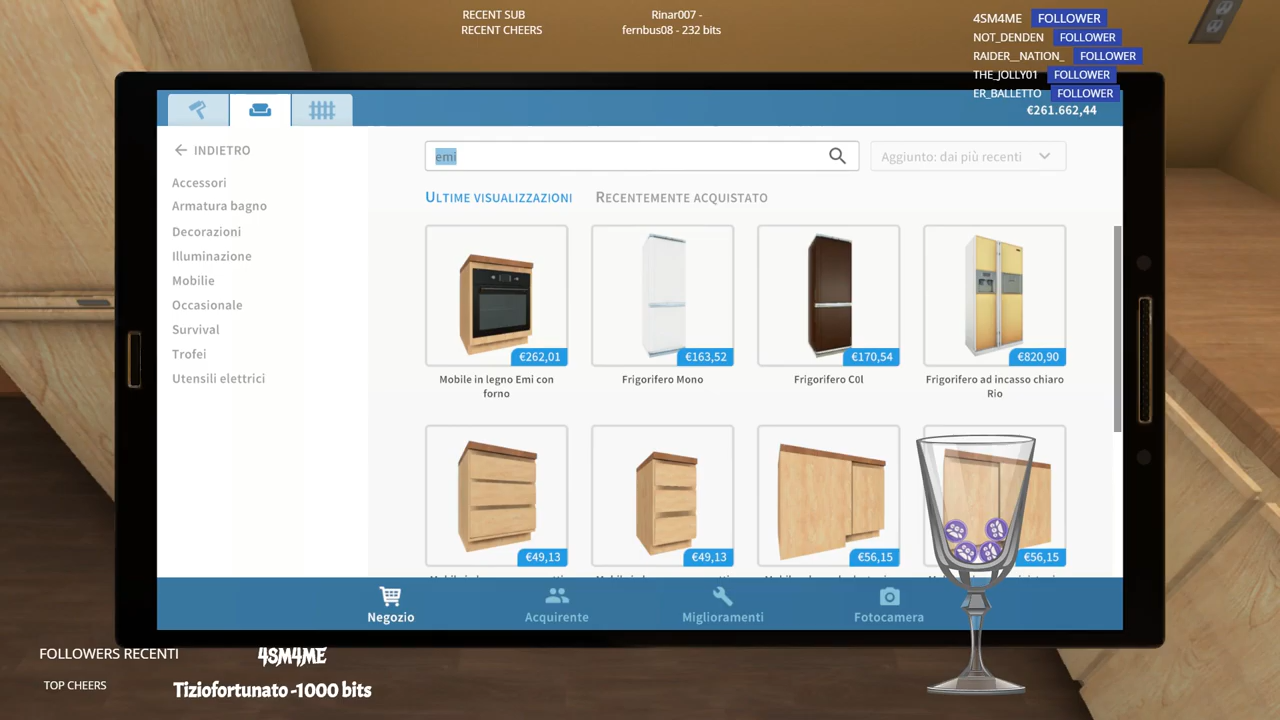 RECENT SUB
Rinar007 -
RECENT CHEERS
fernbus08 - 232 bits
4SM4ME FOLLOWER
NOT_DENDEN FOLLOWER
RAIDER__NATION_ FOLLOWER
THE_JOLLY01 FOLLOWER
ER_BALLETTO FOLLOWER
€261.662,44
INDIETRO
Accessori
Armatura bagno
Decorazioni
Illuminazione
Mobilie
Occasionale
Survival
Trofei
Utensili elettrici
emi
Aggiunto: dai più recenti
ULTIME VISUALIZZAZIONI
RECENTEMENTE ACQUISTATO
€262,01
Mobile in legno Emi con
forno
€163,52
Frigorifero Mono
€170,54
Frigorifero C0l
€820,90
Frigorifero ad incasso chiaro
Rio
€49,13
€49,13
€56,15
€56,15
Negozio
Acquirente
Miglioramenti
Fotocamera
FOLLOWERS RECENTI
4SM4ME
TOP CHEERS
Tiziofortunato -1000 bits